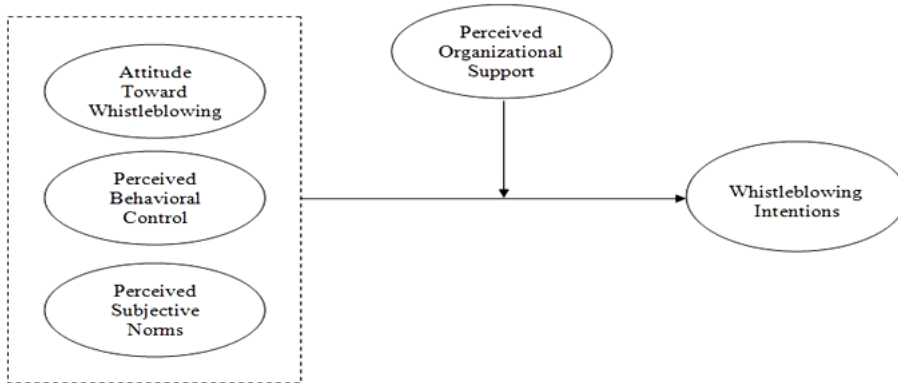 Attitude
Toward
Whistleblowing
Perceived
Behavioral
Control
Perceived
Subjective
Norms
Perceived
Organizational
Support
Whistleblowing
Intentions